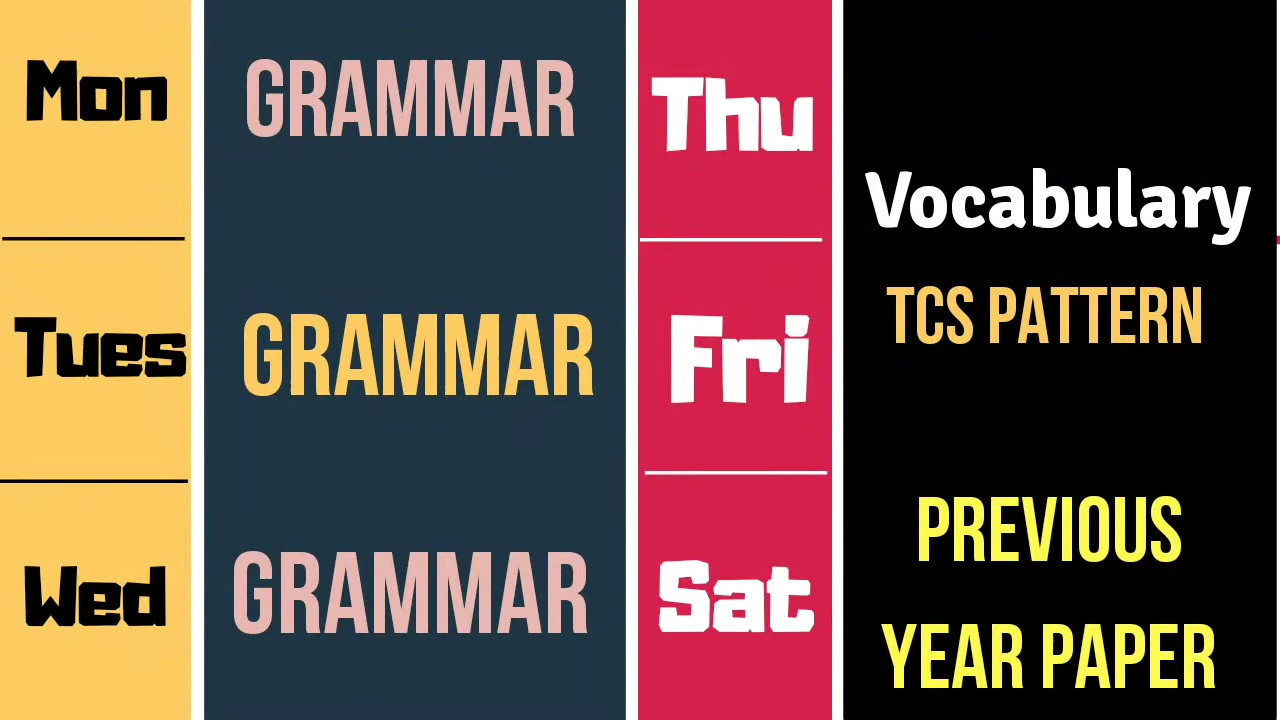 Mon
GRAMMAR
Tues
GRAMMAR
Wed
GRAMMAR
Thu
Vocabulary
Fri
TCS PATTERN
Sat
PREVIOUS
YEAR PAPER